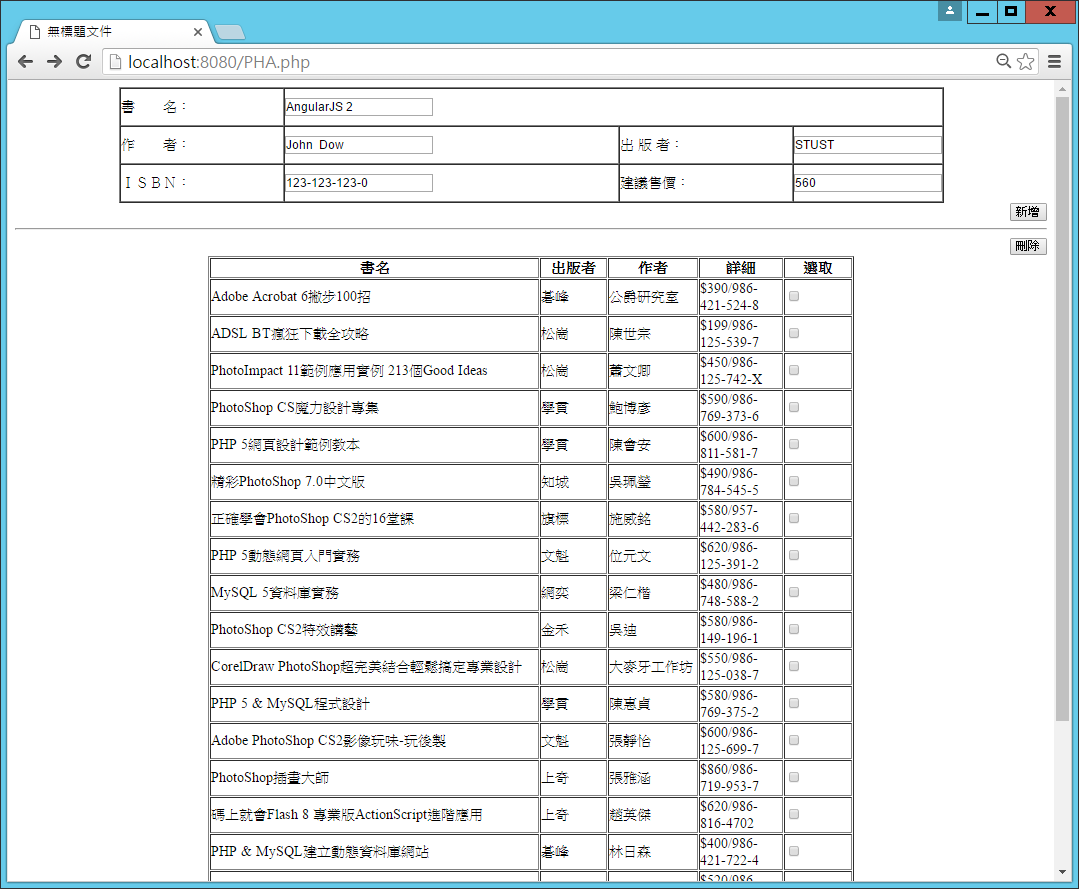 無標題文件
localhost:8080/PHA.php
書　　名： AngularJS 2
作　　者： John Dow 出 版 者： STUST
ＩＳＢＮ： 123-123-123-0 建議售價： 560
新增
刪除
書名 出版者 作者 詳細 選取
Adobe Acrobat 6撇步100招 碁峰 公爵研究室 $390/986-421-524-8
ADSL BT瘋狂下載全攻略 松崗 陳世宗 $199/986-125-539-7
PhotoImpact 11範例應用實例 213個Good Ideas 松崗 蕭文卿 $450/986-125-742-X
PhotoShop CS魔力設計專集 學貫 鮑博彥 $590/986-769-373-6
PHP 5網頁設計範例教本 學貫 陳會安 $600/986-811-581-7
精彩PhotoShop 7.0中文版 知城 吳珮瑩 $490/986-784-545-5
正確學會PhotoShop CS2的16堂課 旗標 施威銘 $580/957-442-283-6
PHP 5動態網頁入門實務 文魁 位元文 $620/986-125-391-2
MySQL 5資料庫實務 網奕 梁仁楷 $480/986-748-588-2
PhotoShop CS2特效講藝 金禾 吳迪 $580/986-149-196-1
CorelDraw PhotoShop超完美結合輕鬆搞定專業設計 松崗 大麥牙工作坊 $550/986-125-038-7
PHP 5 & MySQL程式設計 學貫 陳惠貞 $580/986-769-375-2
Adobe PhotoShop CS2影像玩味-玩後製 文魁 張靜怡 $600/986-125-699-7
PhotoShop插畫大師 上奇 張雅涵 $860/986-719-953-7
碼上就會Flash 8 專業版ActionScript進階應用 上奇 趙英傑 $620/986-816-4702
PHP & MySQL建立動態資料庫網站 碁峰 林日森 $400/986-421-722-4
$520/986-